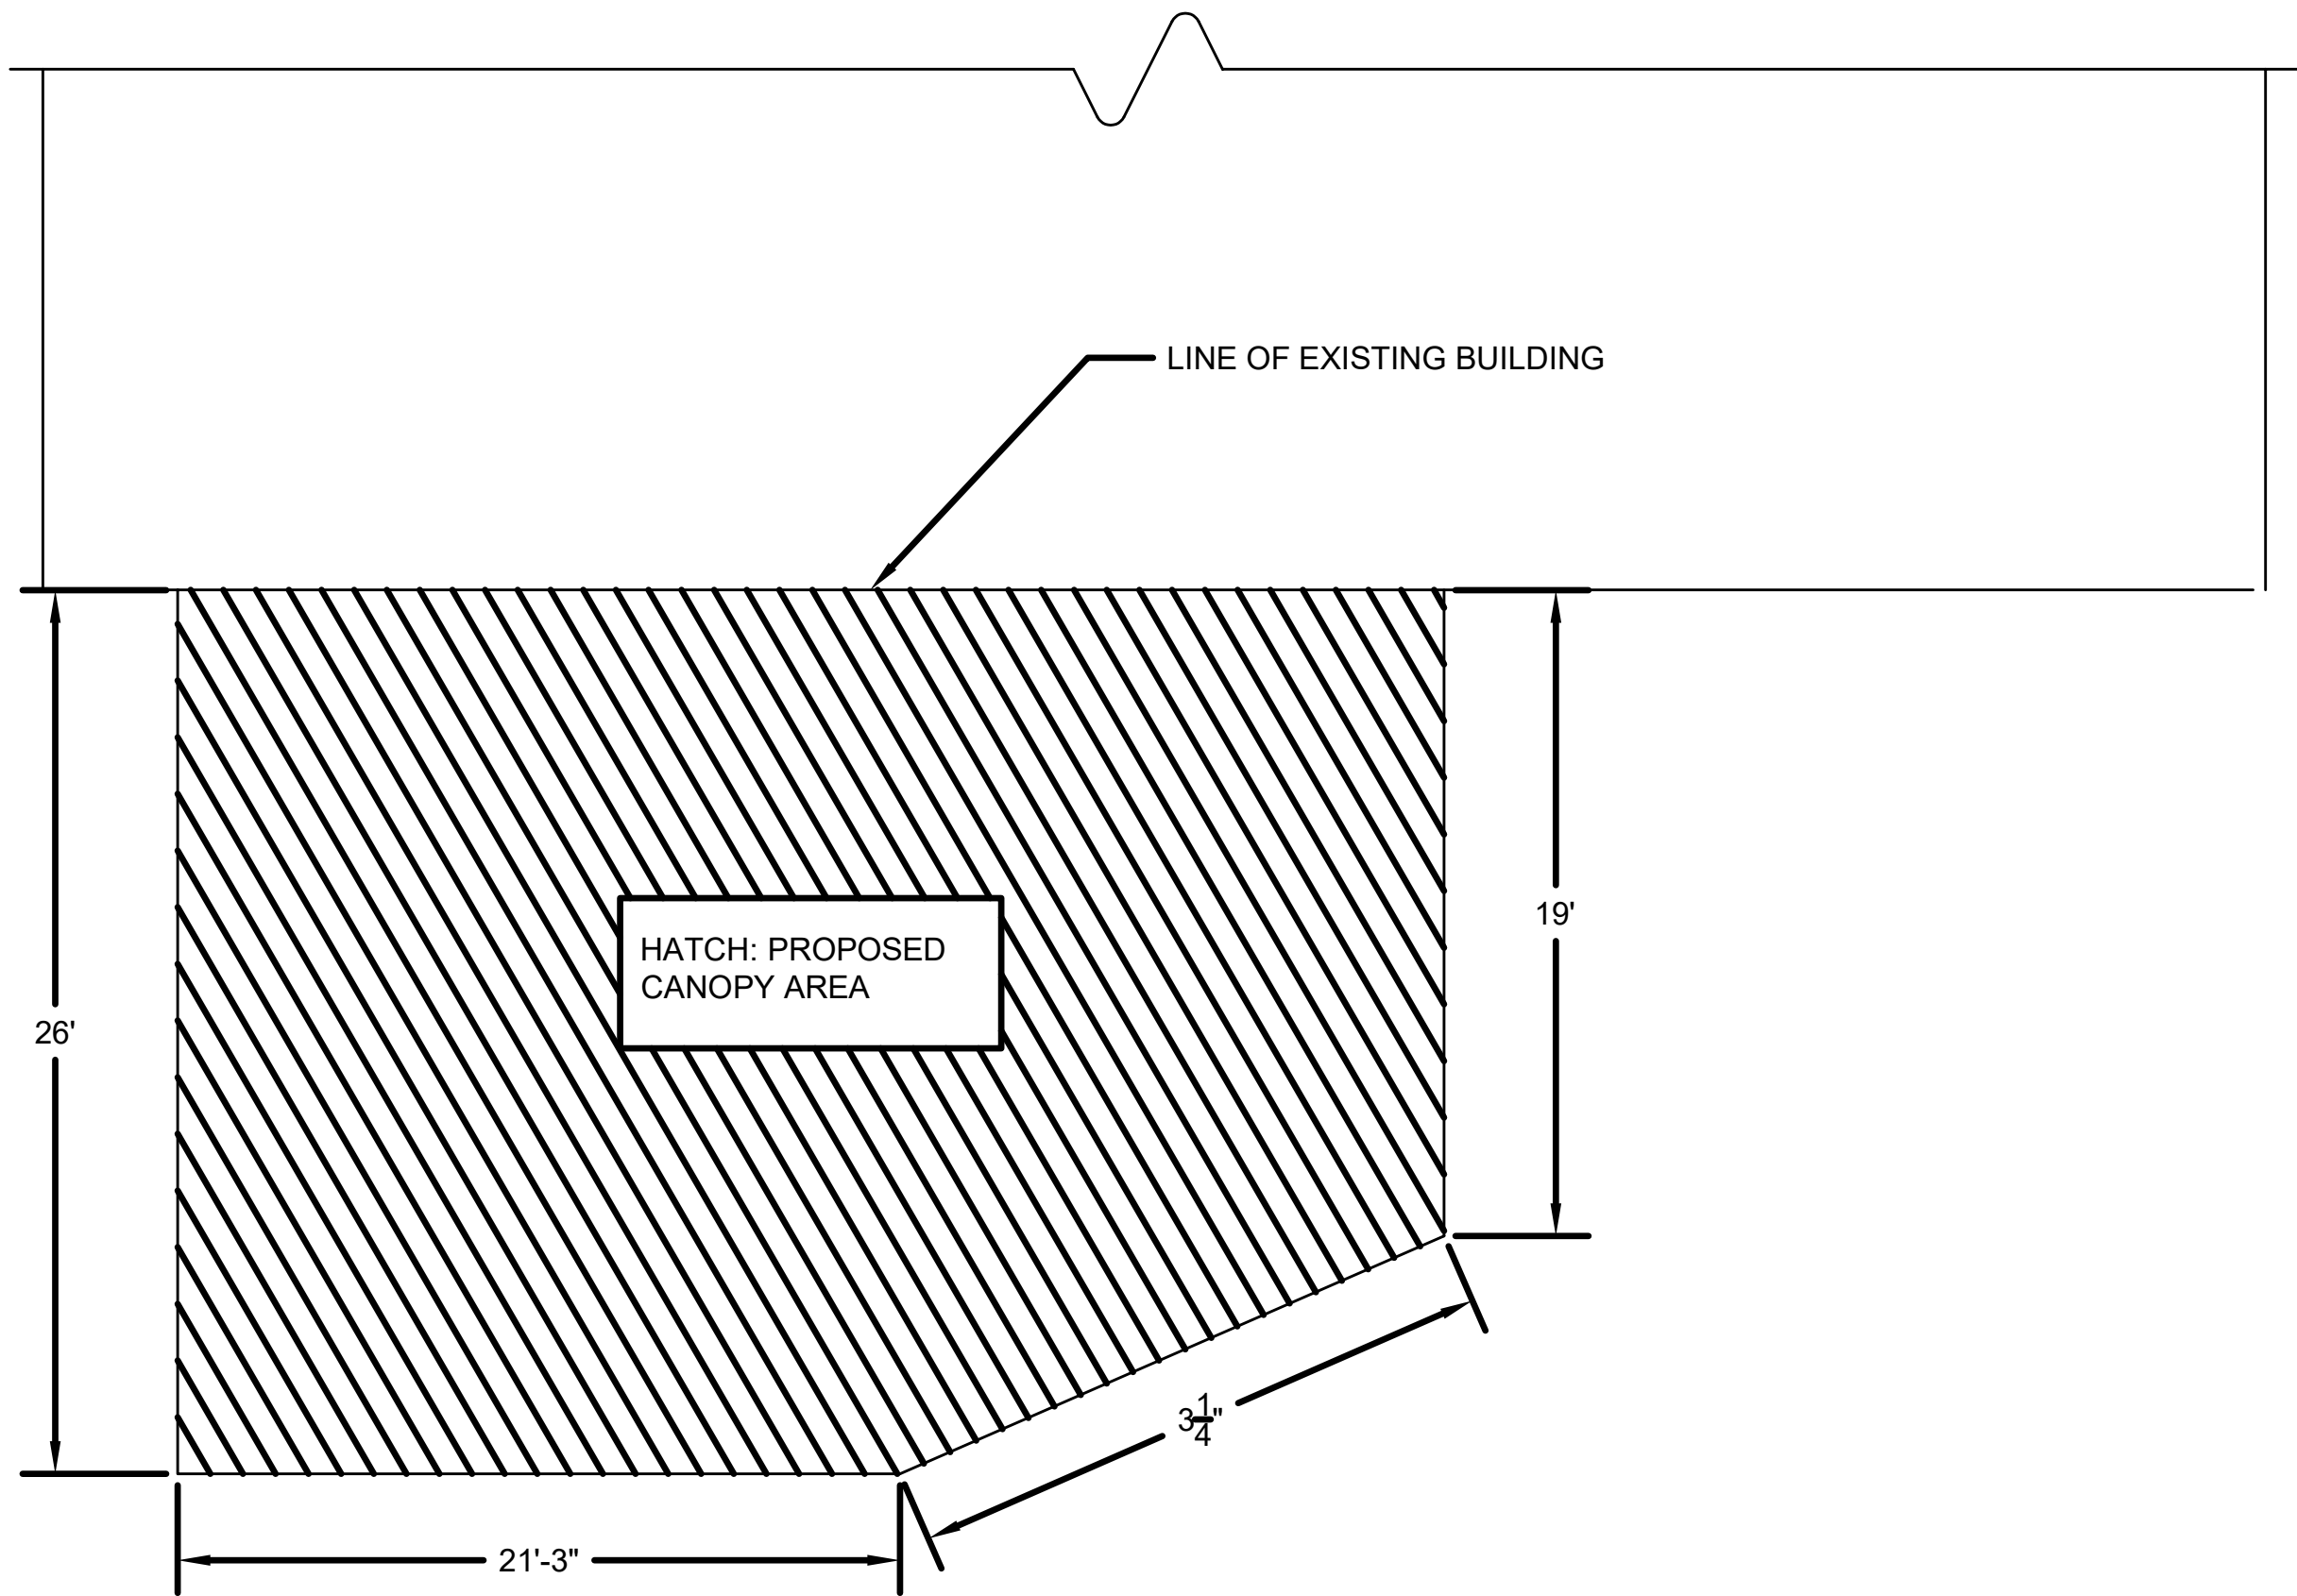 LINE OF EXISTING BUILDING
19'
HATCH: PROPOSED
CANOPY AREA
26'
3 1/4"
21'-3"